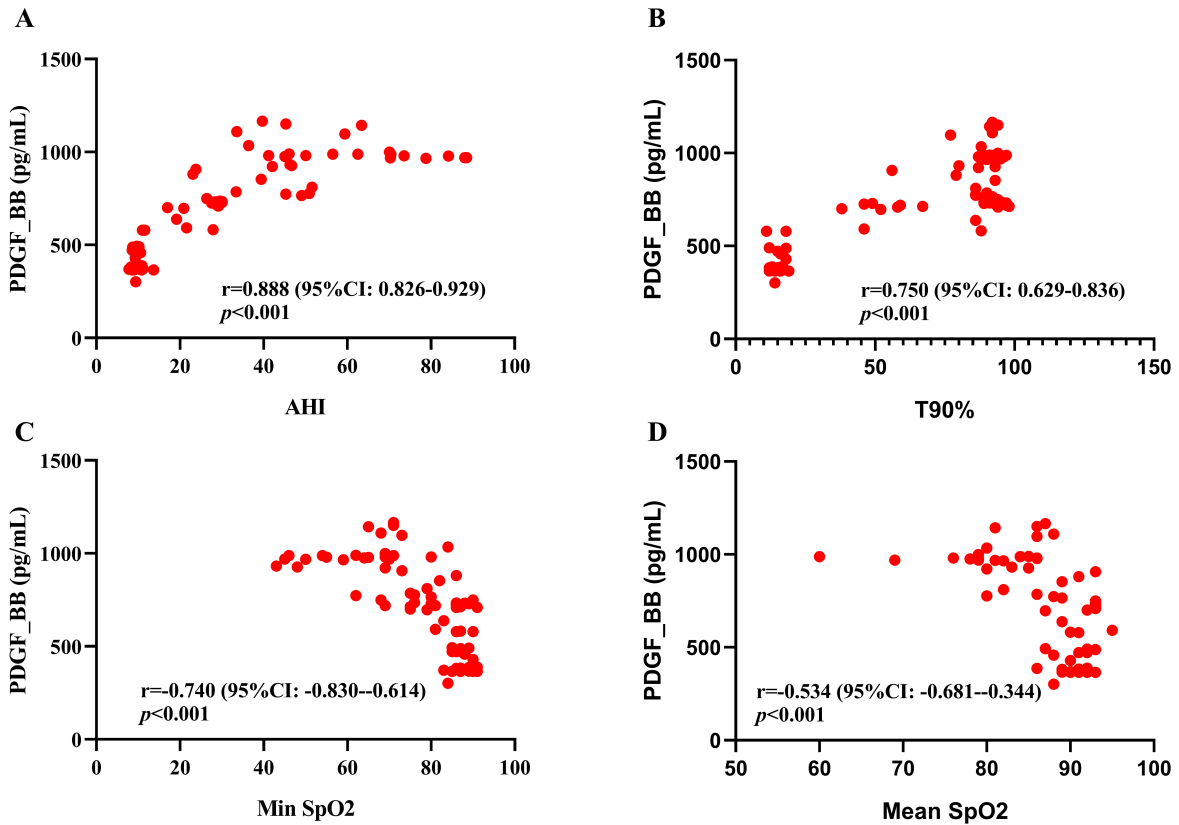 A
PDGF_BB (pg/mL)
1500
1000
500
0
r=0.888 (95%CI: 0.826-0.929)
p<0.001
0 20 40 60 80 100
AHI
B
PDGF_BB (pg/mL)
1500
1000
500
0
r=0.750 (95%CI: 0.629-0.836)
p<0.001
0 50 100 150
T90%
C
PDGF_BB (pg/mL)
1500
1000
500
0
r=-0.740 (95%CI: -0.830--0.614)
p<0.001
0 20 40 60 80 100
Min SpO2
D
PDGF_BB (pg/mL)
1500
1000
500
0
r=-0.534 (95%CI: -0.681--0.344)
p<0.001
50 60 70 80 90 100
Mean SpO2